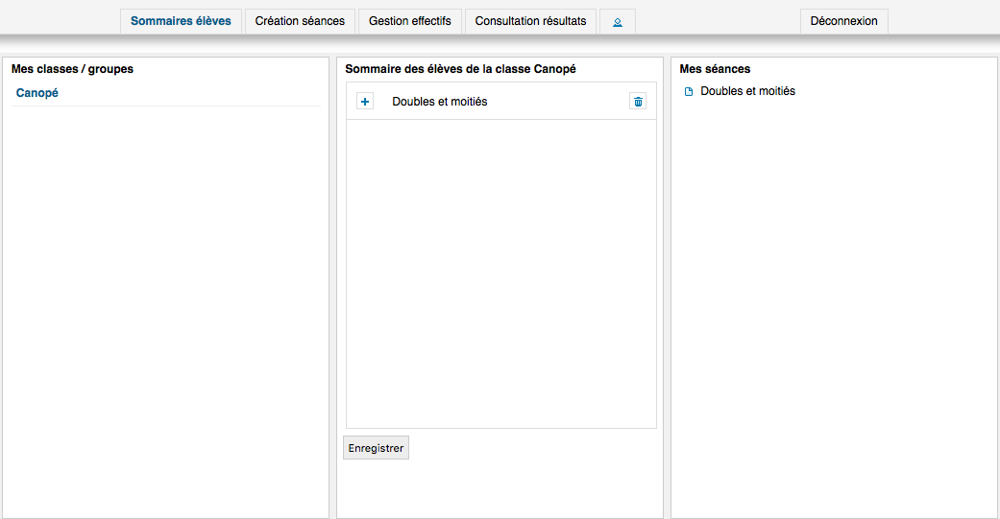 Sommaires élèves Création séances Gestion effectifs Consultation résultats Déconnexion
Mes classes / groupes
Canopé
Sommaire des élèves de la classe Canopé
Doubles et moitiés
Enregistrer
Mes séances
Doubles et moitiés